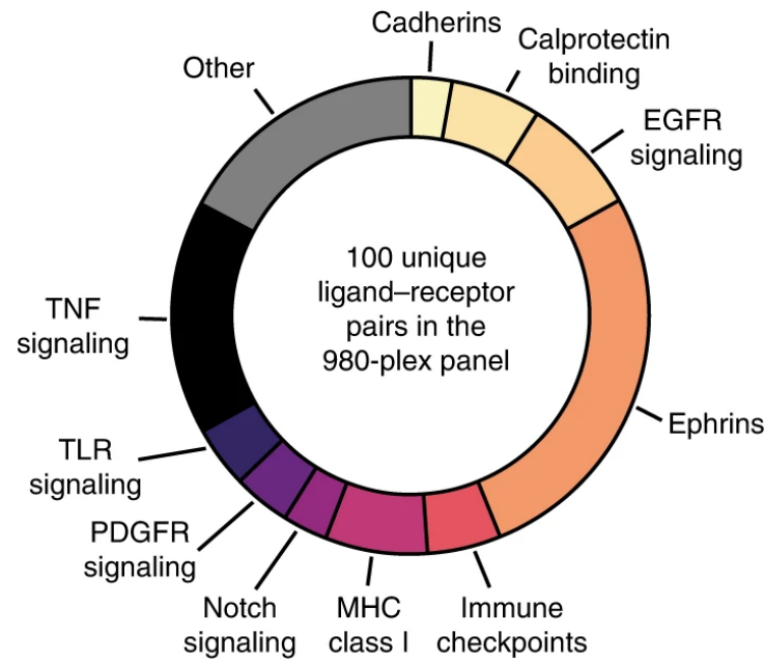 Cadherins
Calprotectin
binding
EGFR
signaling
Ephrins
Immune
checkpoints
MHC
class I
Notch
signaling
PDGFR
signaling
TLR
signaling
TNF
signaling
Other
100 unique
ligand–receptor
pairs in the
980-plex panel